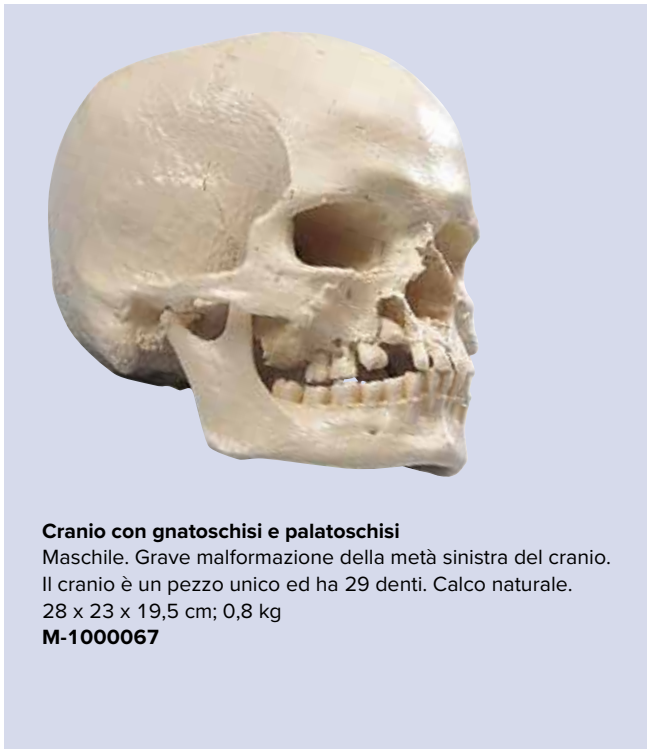 Cranio con gnatoschisi e palatoschisi
Maschile. Grave malformazione della metà sinistra del cranio.
Il cranio è un pezzo unico ed ha 29 denti. Calco naturale.
28 x 23 x 19,5 cm; 0,8 kg
M-1000067